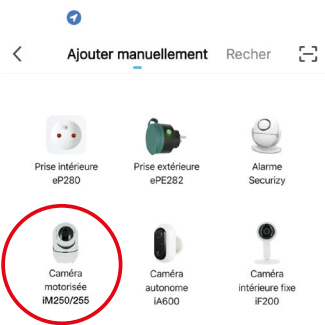 Ajouter manuellement Recher
Prise intérieure Prise extérieure Alarme
eP280 ePE282 Securizy
Caméra Caméra Caméra
motorisée autonome intérieure fixe
iM250/255 iA600 iF200